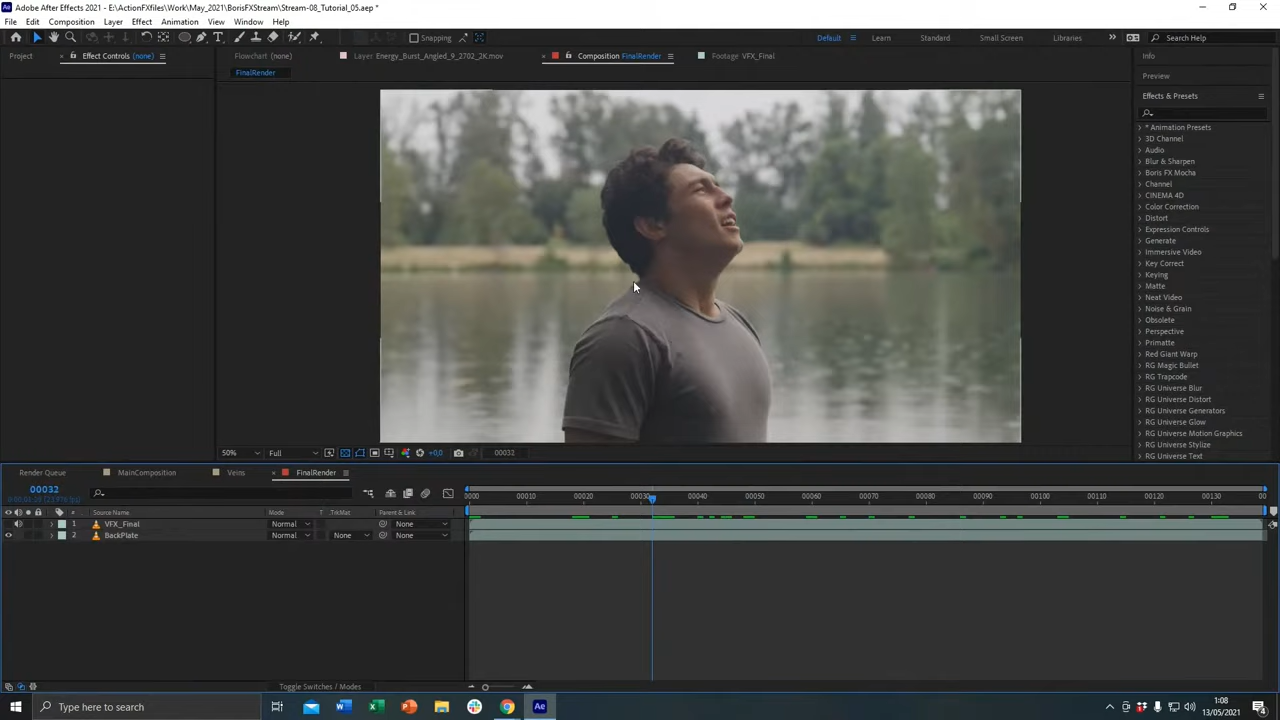 Adobe After Effects 2021 - E:\ActionFXfiles\Work\May_2021\BorisFXStream\Stream-08_Tutorial_05.aep *
File Edit Composition Layer Effect Animation View Window Help
Snapping Default Learn Standard Small Screen Libraries Search Help
Project Effect Controls (none) Flowchart (none) Layer Energy_Burst_Angled_9_2702_2K.mov Composition FinalRender Footage VFX_Final Info
FinalRender
Preview
Effects & Presets
* Animation Presets
3D Channel
Audio
Blur & Sharpen
Boris FX Mocha
Channel
CINEMA 4D
Color Correction
Distort
Expression Controls
Generate
Immersive Video
Key Correct
Keying
Matte
Neat Video
Noise & Grain
Obsolete
Perspective
Primatte
Red Giant Warp
RG Magic Bullet
RG Trapcode
RG Universe Blur
RG Universe Distort
RG Universe Generators
RG Universe Glow
RG Universe Motion Graphics
RG Universe Stylize
RG Universe Text
50% Full +0,0 00032
Render Queue MainComposition Veins FinalRender
00032
0000 00010 00020 00030 00040 00050 00060 00070 00080 00090 00100 00110 00120 00130 00
# Source Name Mode T .TrkMat Parent & Link
1 VFX_Final Normal None
2 BackPlate Normal None None
Toggle Switches / Modes
Type here to search
1:08
13/05/2021